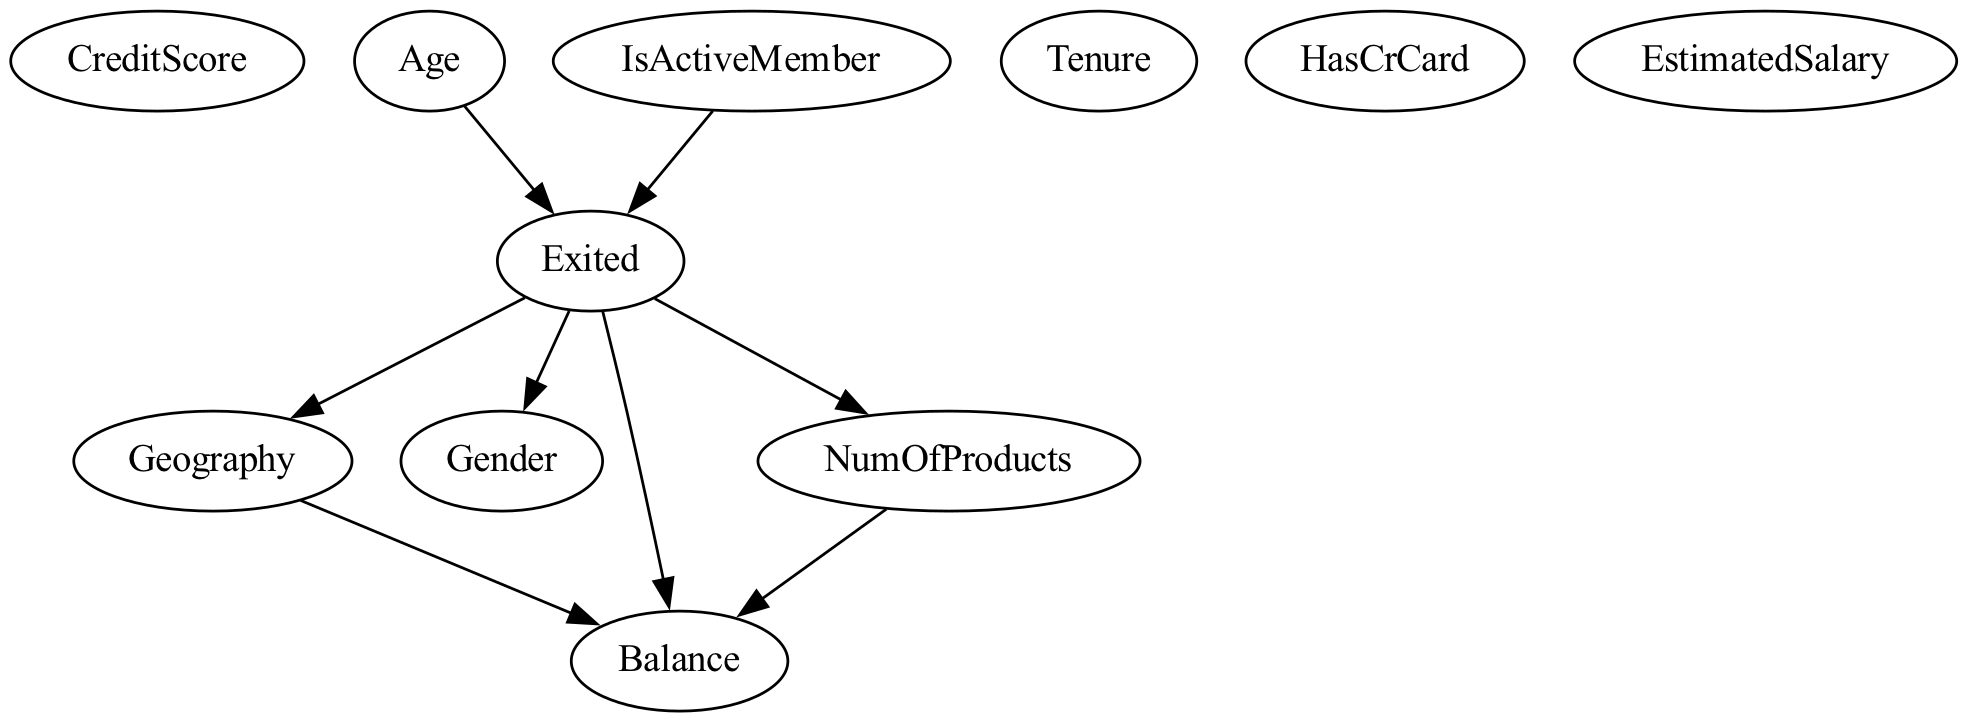 CreditScore
Age
IsActiveMember
Tenure
HasCrCard
EstimatedSalary
Exited
Geography
Gender
NumOfProducts
Balance